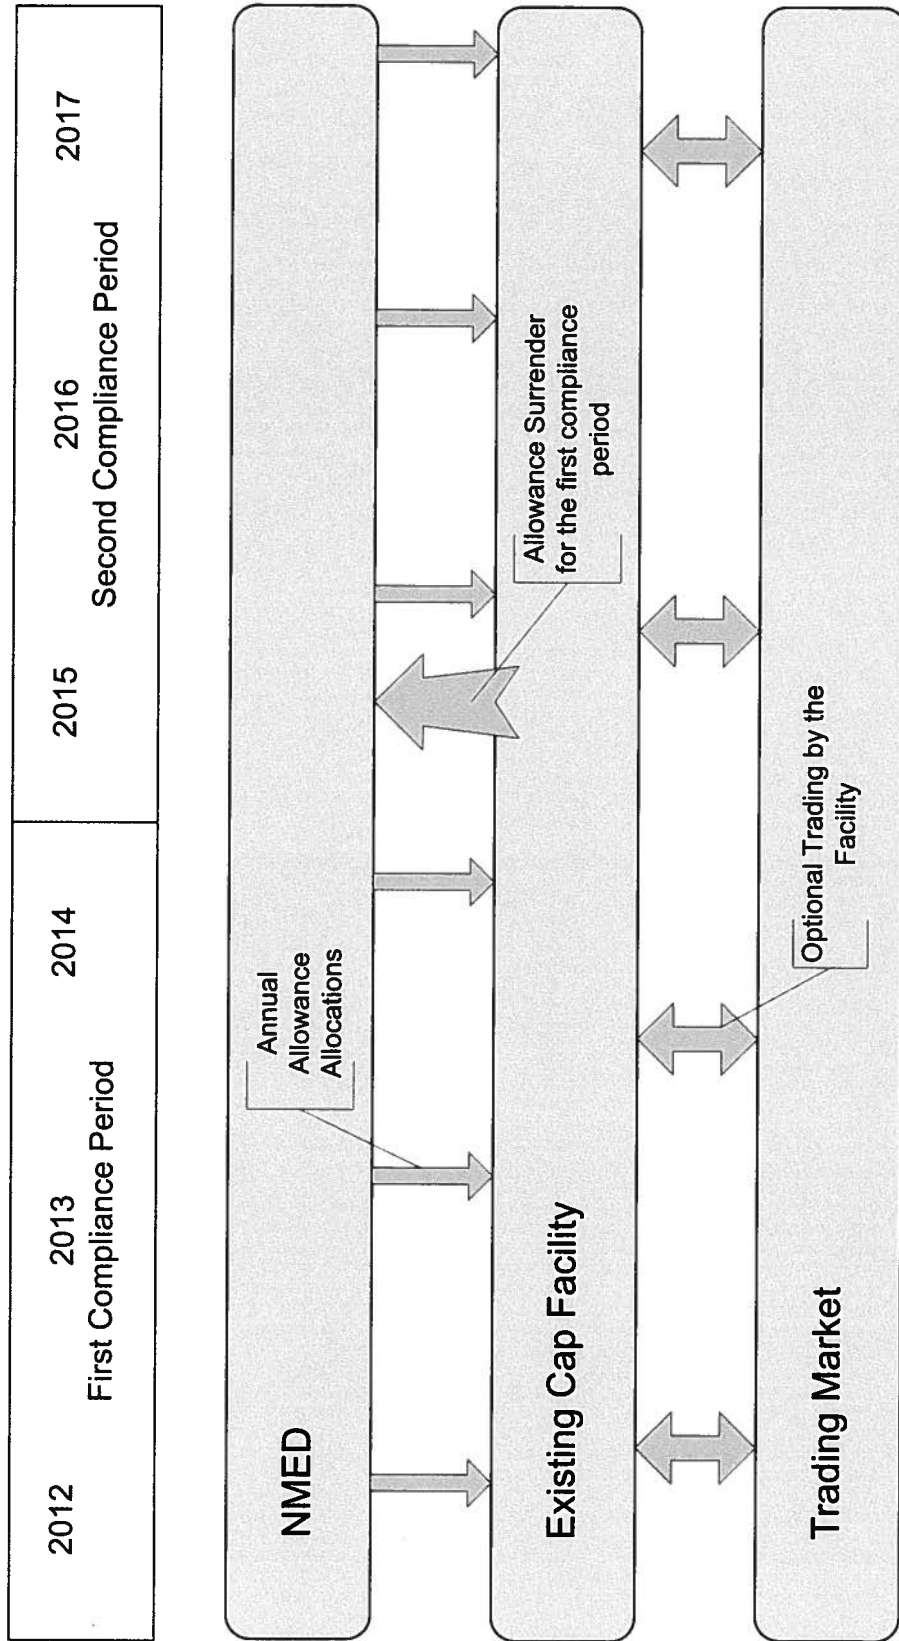 2012 2013 2014 2015 2016 2017
First Compliance Period Second Compliance Period
NMED
Annual
Allowance
Allocations
Existing Cap Facility
Allowance Surrender
for the first compliance
period
Trading Market
Optional Trading by the
Facility